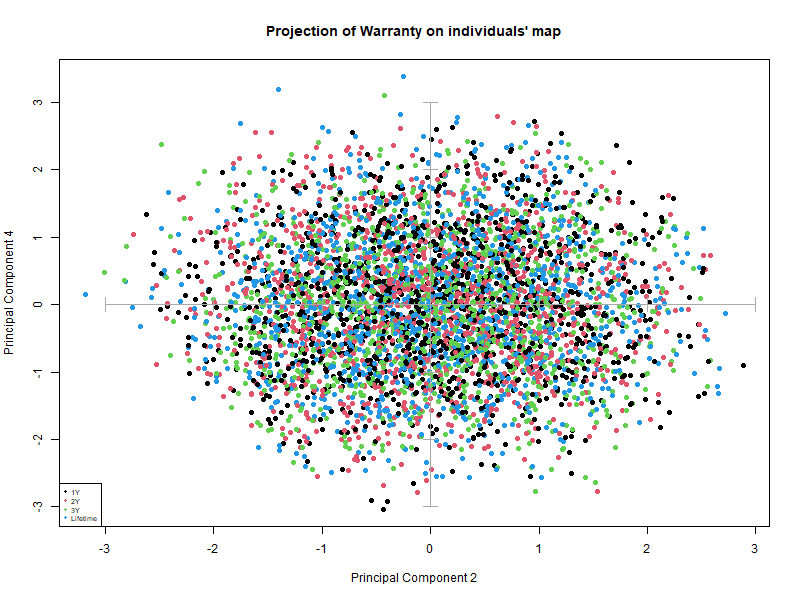 Projection of Warranty on individuals' map
Principal Component 4
3
2
1
0
-1
-2
-3
1Y
2Y
3Y
Lifetime
-3
-2
-1
0
1
2
3
Principal Component 2